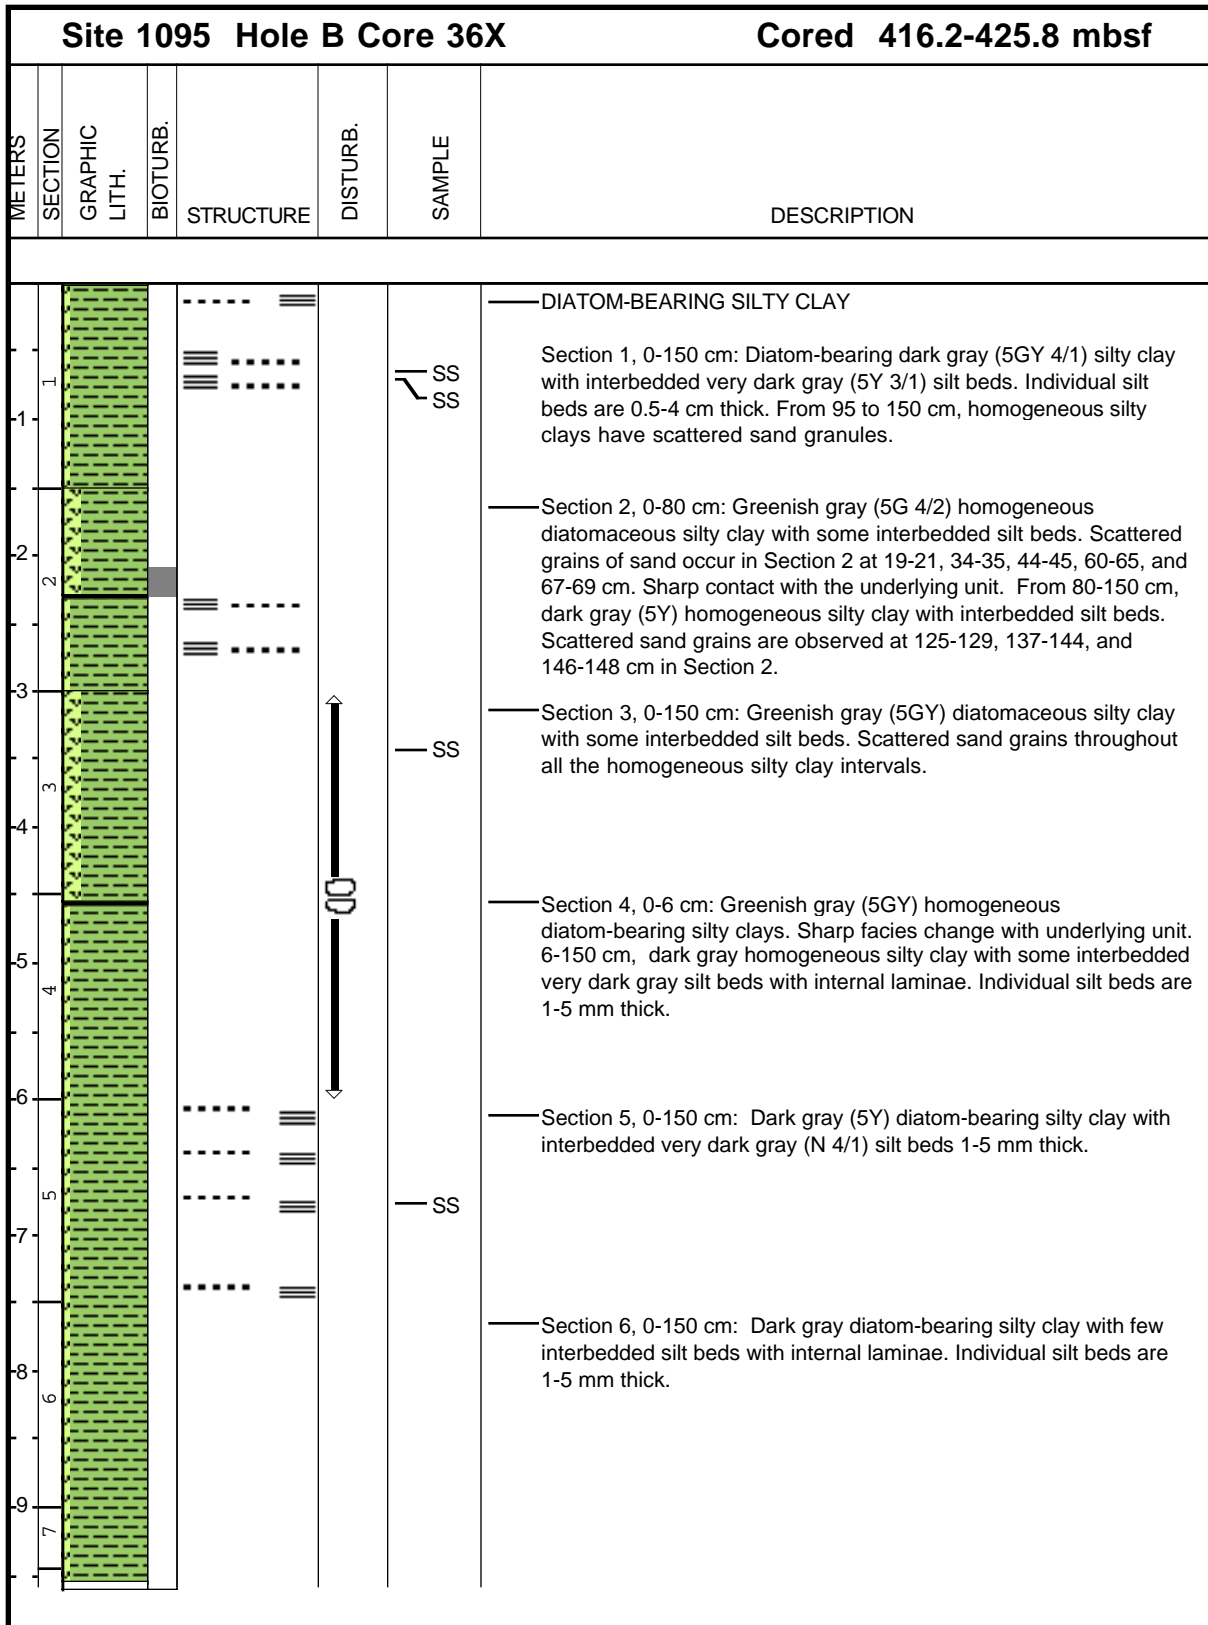 Site 1095 Hole B Core 36X
Cored 416.2-425.8 mbsf
METERS
SECTION
GRAPHIC
LITH.
BIOTURB.
STRUCTURE
DISTURB.
SAMPLE
DESCRIPTION
1
2
3
4
5
6
7
8
9
1
2
3
4
5
6
7
SS
SS
SS
SS
DIATOM-BEARING SILTY CLAY
Section 1, 0-150 cm: Diatom-bearing dark gray (5GY 4/1) silty clay
with interbedded very dark gray (5Y 3/1) silt beds. Individual silt
beds are 0.5-4 cm thick. From 95 to 150 cm, homogeneous silty
clays have scattered sand granules.
Section 2, 0-80 cm: Greenish gray (5G 4/2) homogeneous
diatomaceous silty clay with some interbedded silt beds. Scattered
grains of sand occur in Section 2 at 19-21, 34-35, 44-45, 60-65, and
67-69 cm. Sharp contact with the underlying unit. From 80-150 cm,
dark gray (5Y) homogeneous silty clay with interbedded silt beds.
Scattered sand grains are observed at 125-129, 137-144, and
146-148 cm in Section 2.
Section 3, 0-150 cm: Greenish gray (5GY) diatomaceous silty clay
with some interbedded silt beds. Scattered sand grains throughout
all the homogeneous silty clay intervals.
Section 4, 0-6 cm: Greenish gray (5GY) homogeneous
diatom-bearing silty clays. Sharp facies change with underlying unit.
6-150 cm, dark gray homogeneous silty clay with some interbedded
very dark gray silt beds with internal laminae. Individual silt beds are
1-5 mm thick.
Section 5, 0-150 cm: Dark gray (5Y) diatom-bearing silty clay with
interbedded very dark gray (N 4/1) silt beds 1-5 mm thick.
Section 6, 0-150 cm: Dark gray diatom-bearing silty clay with few
interbedded silt beds with internal laminae. Individual silt beds are
1-5 mm thick.